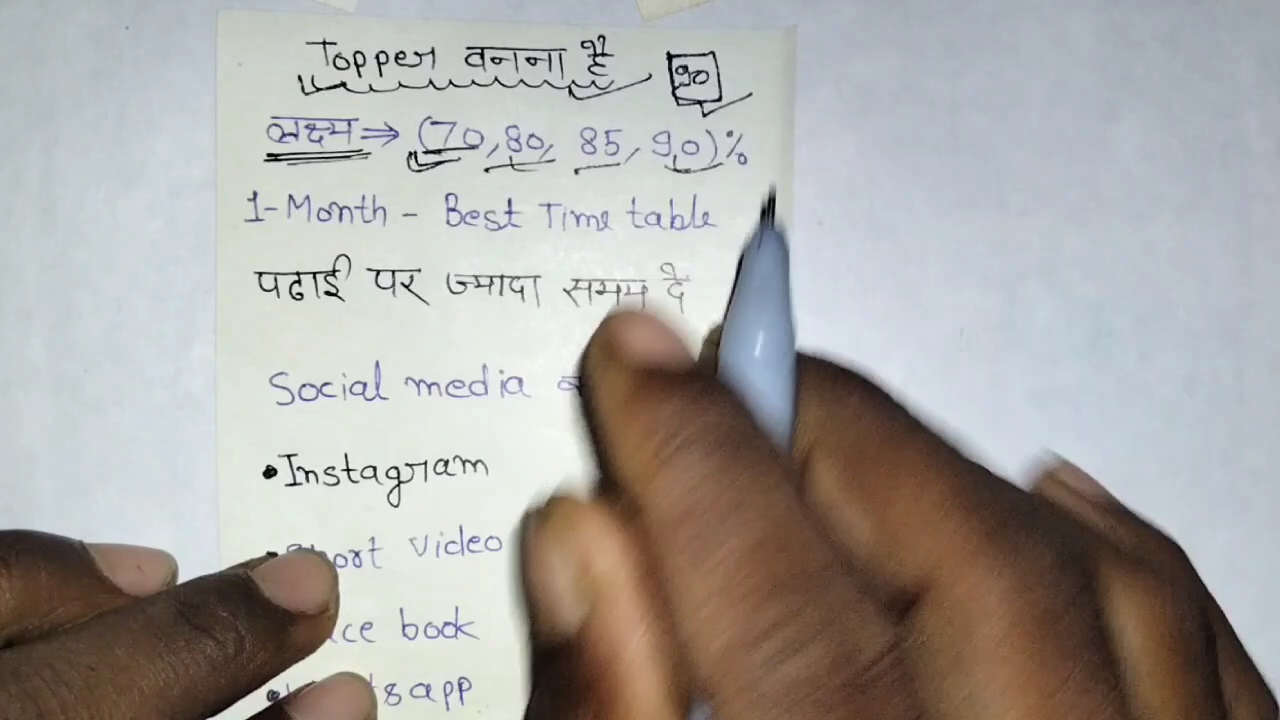 Topper बनना है 90
लक्ष्य ⇒ (70, 80, 85, 90)%
1-Month - Best Time table
पढाई पर ज्यादा समय दे
Social media
• Instagram
video
book